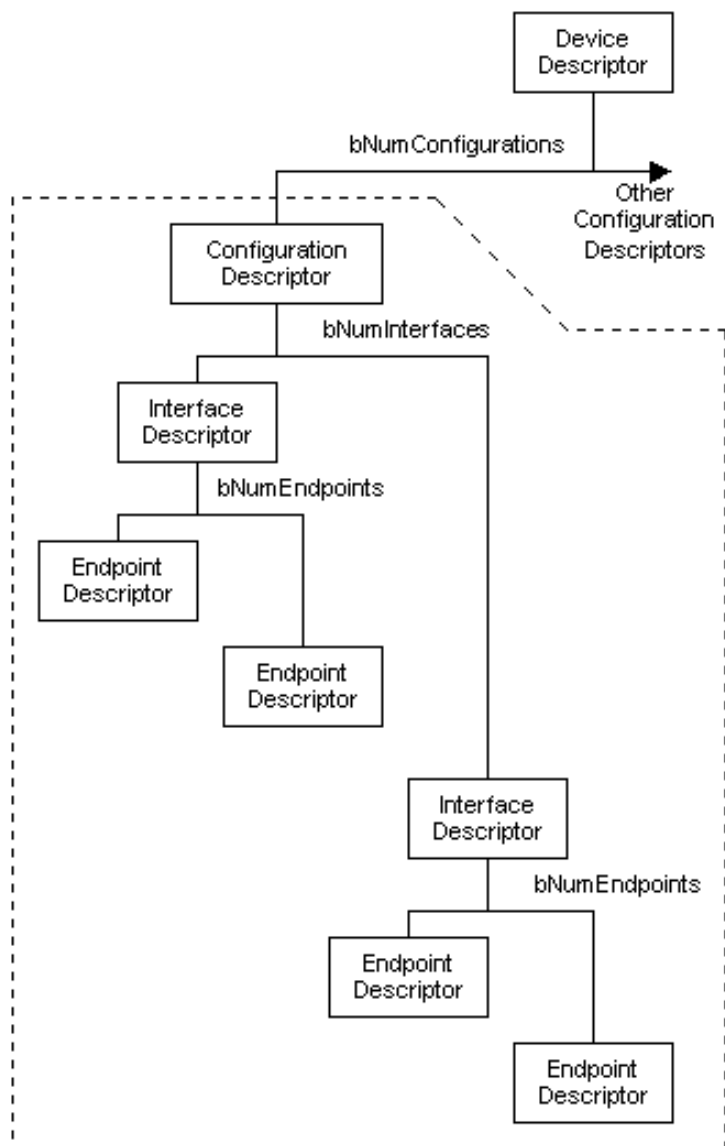 Device
Descriptor
bNumConfigurations
Other
Configuration
Descriptors
Configuration
Descriptor
bNumInterfaces
Interface
Descriptor
bNumEndpoints
Endpoint
Descriptor
Endpoint
Descriptor
Interface
Descriptor
bNumEndpoints
Endpoint
Descriptor
Endpoint
Descriptor